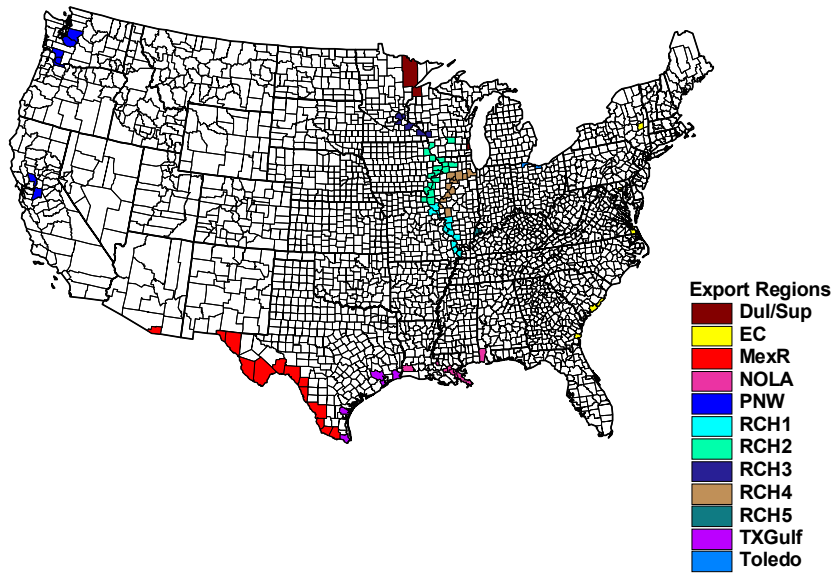 Export Regions
Dul/Sup
EC
MexR
NOLA
PNW
RCH1
RCH2
RCH3
RCH4
RCH5
TXGulf
Toledo